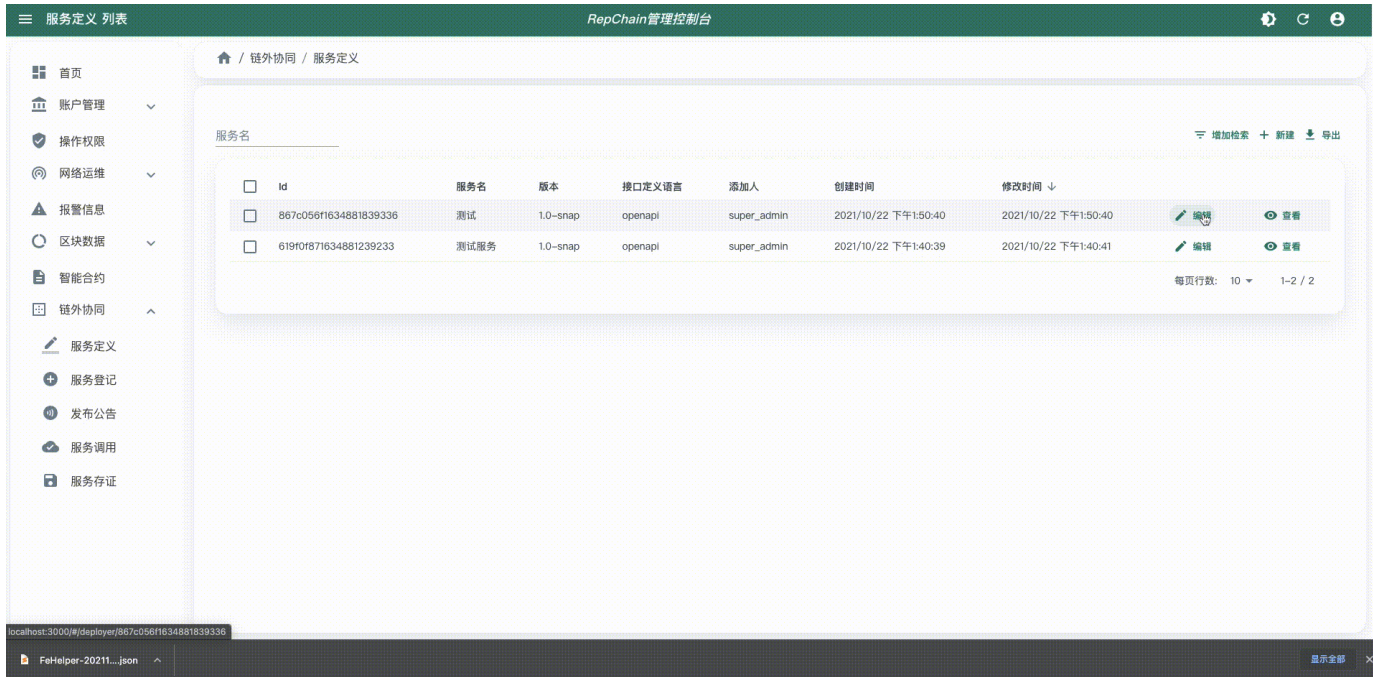 服务定义 列表 RepChain管理控制台
首页
账户管理
操作权限
网络运维
报警信息
区块数据
智能合约
链外协同
服务定义
服务登记
发布公告
服务调用
服务存证
/ 链外协同 / 服务定义
服务名 增加检索 新建 导出
Id 服务名 版本 接口定义语言 添加人 创建时间 修改时间
867c056f1634881839336 测试 1.0-snap openapi super_admin 2021/10/22 下午1:50:40 2021/10/22 下午1:50:40 编辑 查看
619f0f871634881239233 测试服务 1.0-snap openapi super_admin 2021/10/22 下午1:40:39 2021/10/22 下午1:40:41 编辑 查看
每页行数: 10 1-2 / 2
localhost:3000/#/deployer/867c056f1634881839336
FeHelper-20211....json 显示全部